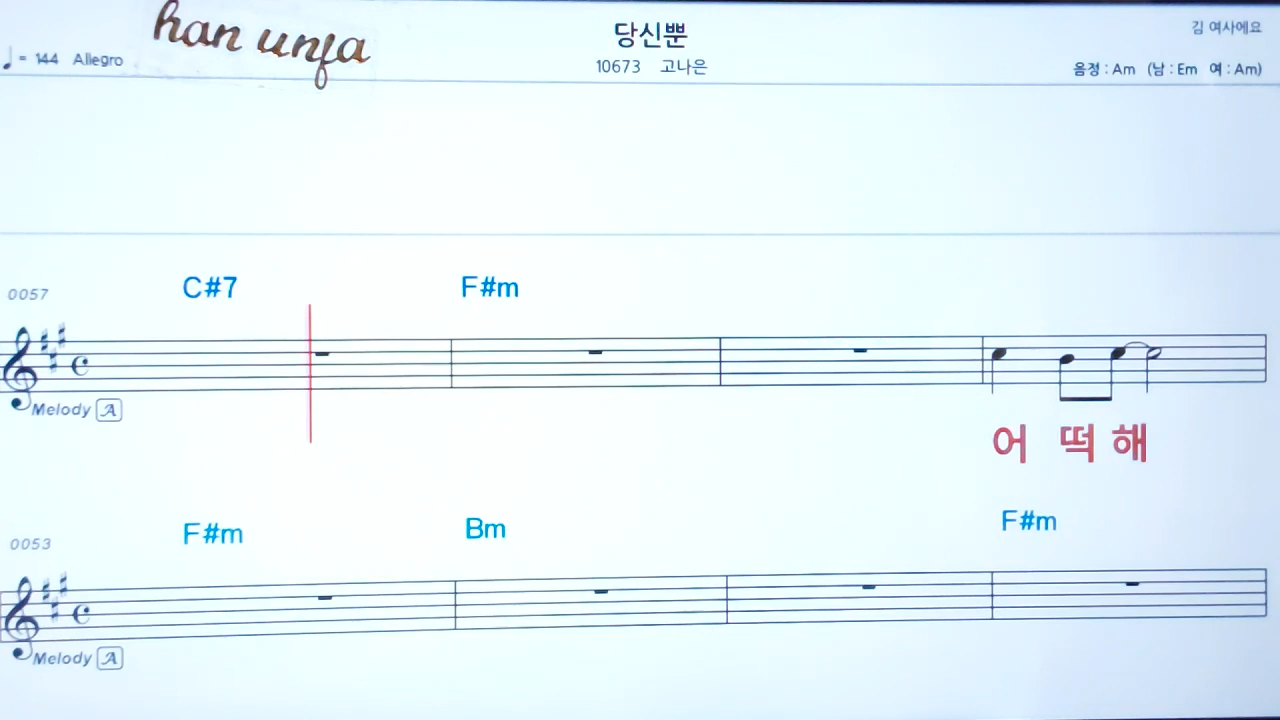 han unfa
당신뿐
김 여사에요
♩= 144 Allegro
10673 고나은
음정 : Am (남 : Em 여 : Am)
C#7 F#m
0057
Melody A
어 떡 해
F#m Bm F#m
0053
Melody A